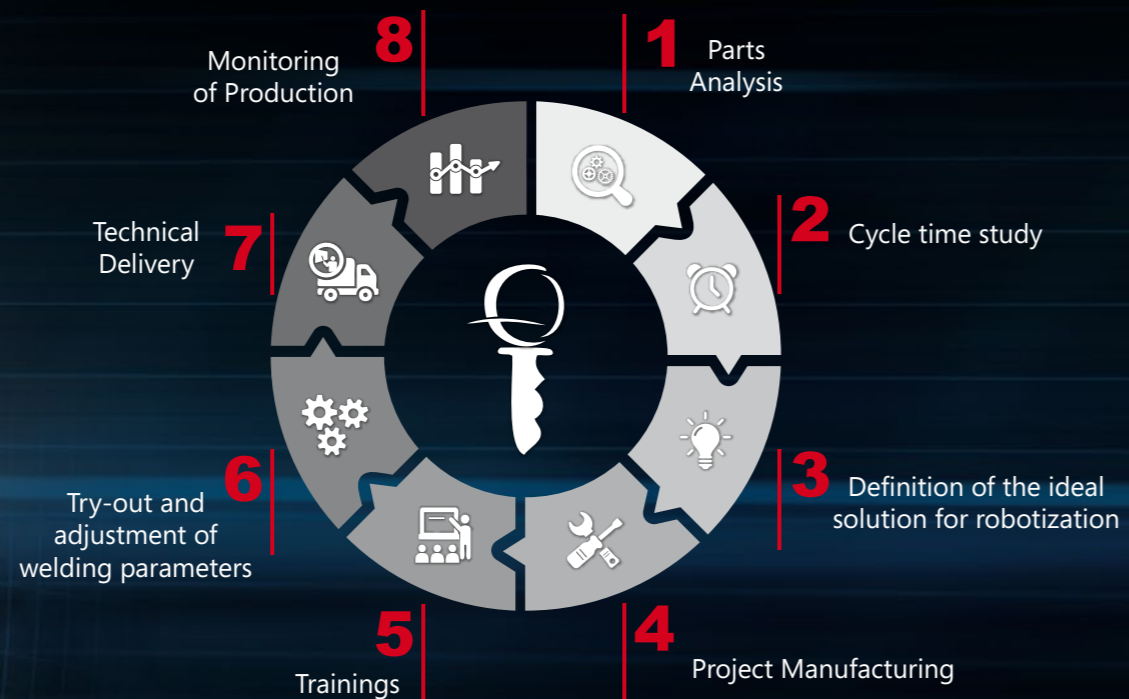 1
Parts
Analysis
2
Cycle time study
3
Definition of the ideal
solution for robotization
4
Project Manufacturing
5
Trainings
6
Try-out and
adjustment of
welding parameters
7
Technical
Delivery
8
Monitoring
of Production